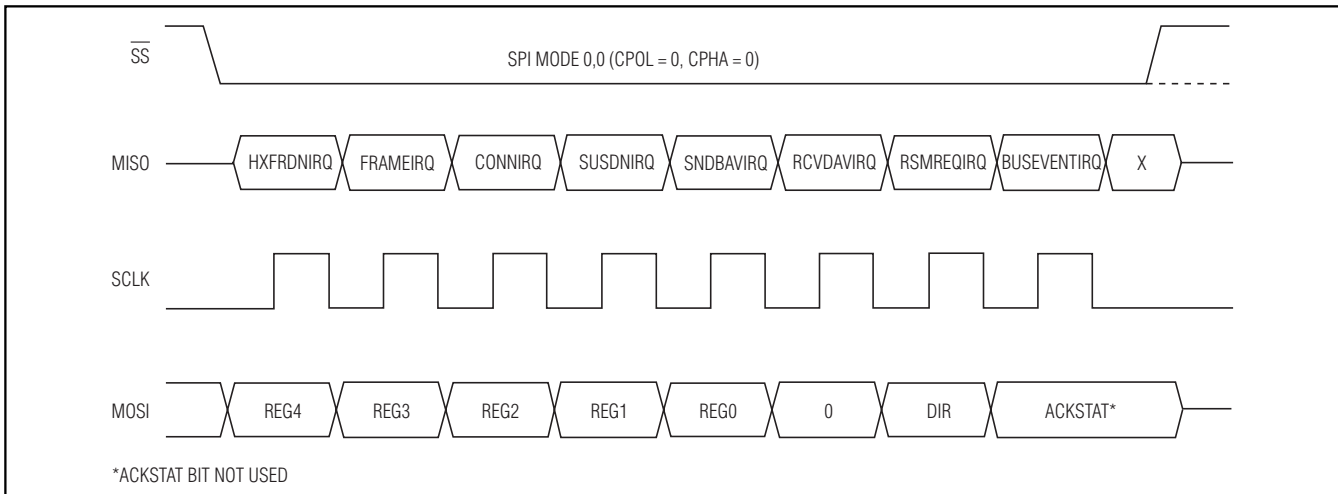 SS
SPI MODE 0,0 (CPOL = 0, CPHA = 0)
MISO HXFRDNIRQ FRAMEIRQ CONNIRQ SUSDNIRQ SNDBAVIRQ RCVDAVIRQ RSMREQIRQ BUSEVENTIRQ X
SCLK
MOSI REG4 REG3 REG2 REG1 REG0 0 DIR ACKSTAT*
*ACKSTAT BIT NOT USED